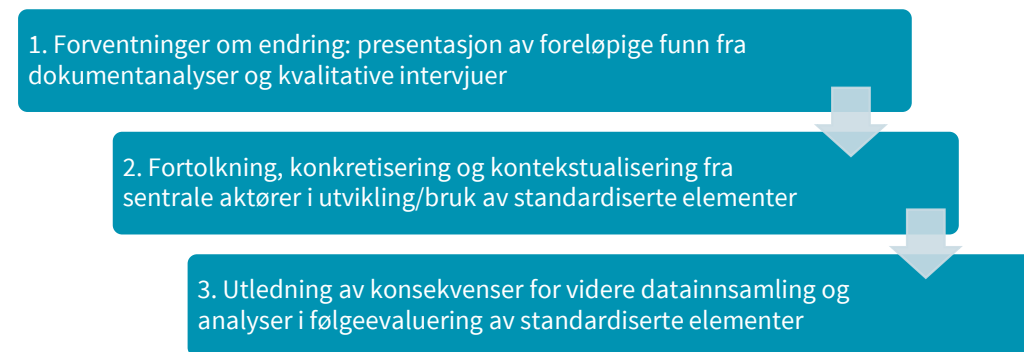 1. Forventninger om endring: presentasjon av foreløpige funn fra
dokumentanalyser og kvalitative intervjuer
2. Fortolkning, konkretisering og kontekstualisering fra
sentrale aktører i utvikling/bruk av standardiserte elementer
3. Utledning av konsekvenser for videre datainnsamling og
analyser i følgeevaluering av standardiserte elementer